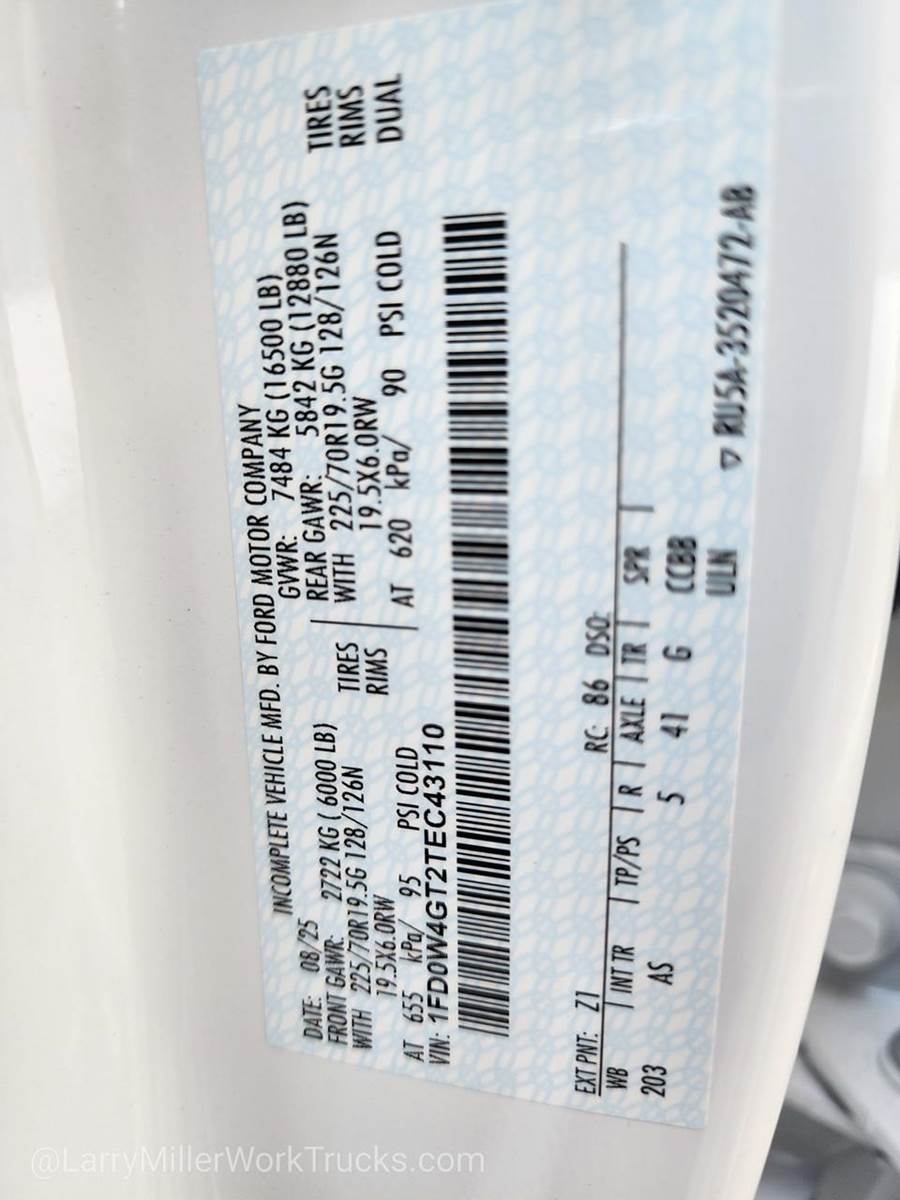 INCOMPLETE VEHICLE MFD. BY FORD MOTOR COMPANY
DATE: 08/25 GVWR: 7484 KG (16500 LB)
FRONT GAWR: 2722 KG ( 6000 LB) REAR GAWR: 5842 KG (12880 LB)
WITH 225/70R19.5G 128/126N TIRES WITH 225/70R19.5G 128/126N TIRES
19.5X6.0RW RIMS 19.5X6.0RW RIMS
AT 655 kPa/ 95 PSI COLD AT 620 kPa/ 90 PSI COLD DUAL
VIN: 1FD0W4GT2TEC43110
EXT PNT: Z1 RC: 86 DSO:
WB INT TR TP/PS R AXLE TR SPR
203 AS 5 41 G CCBB
ULN
▽ RU5A-3520472-AB
@LarryMillerWorkTrucks.com